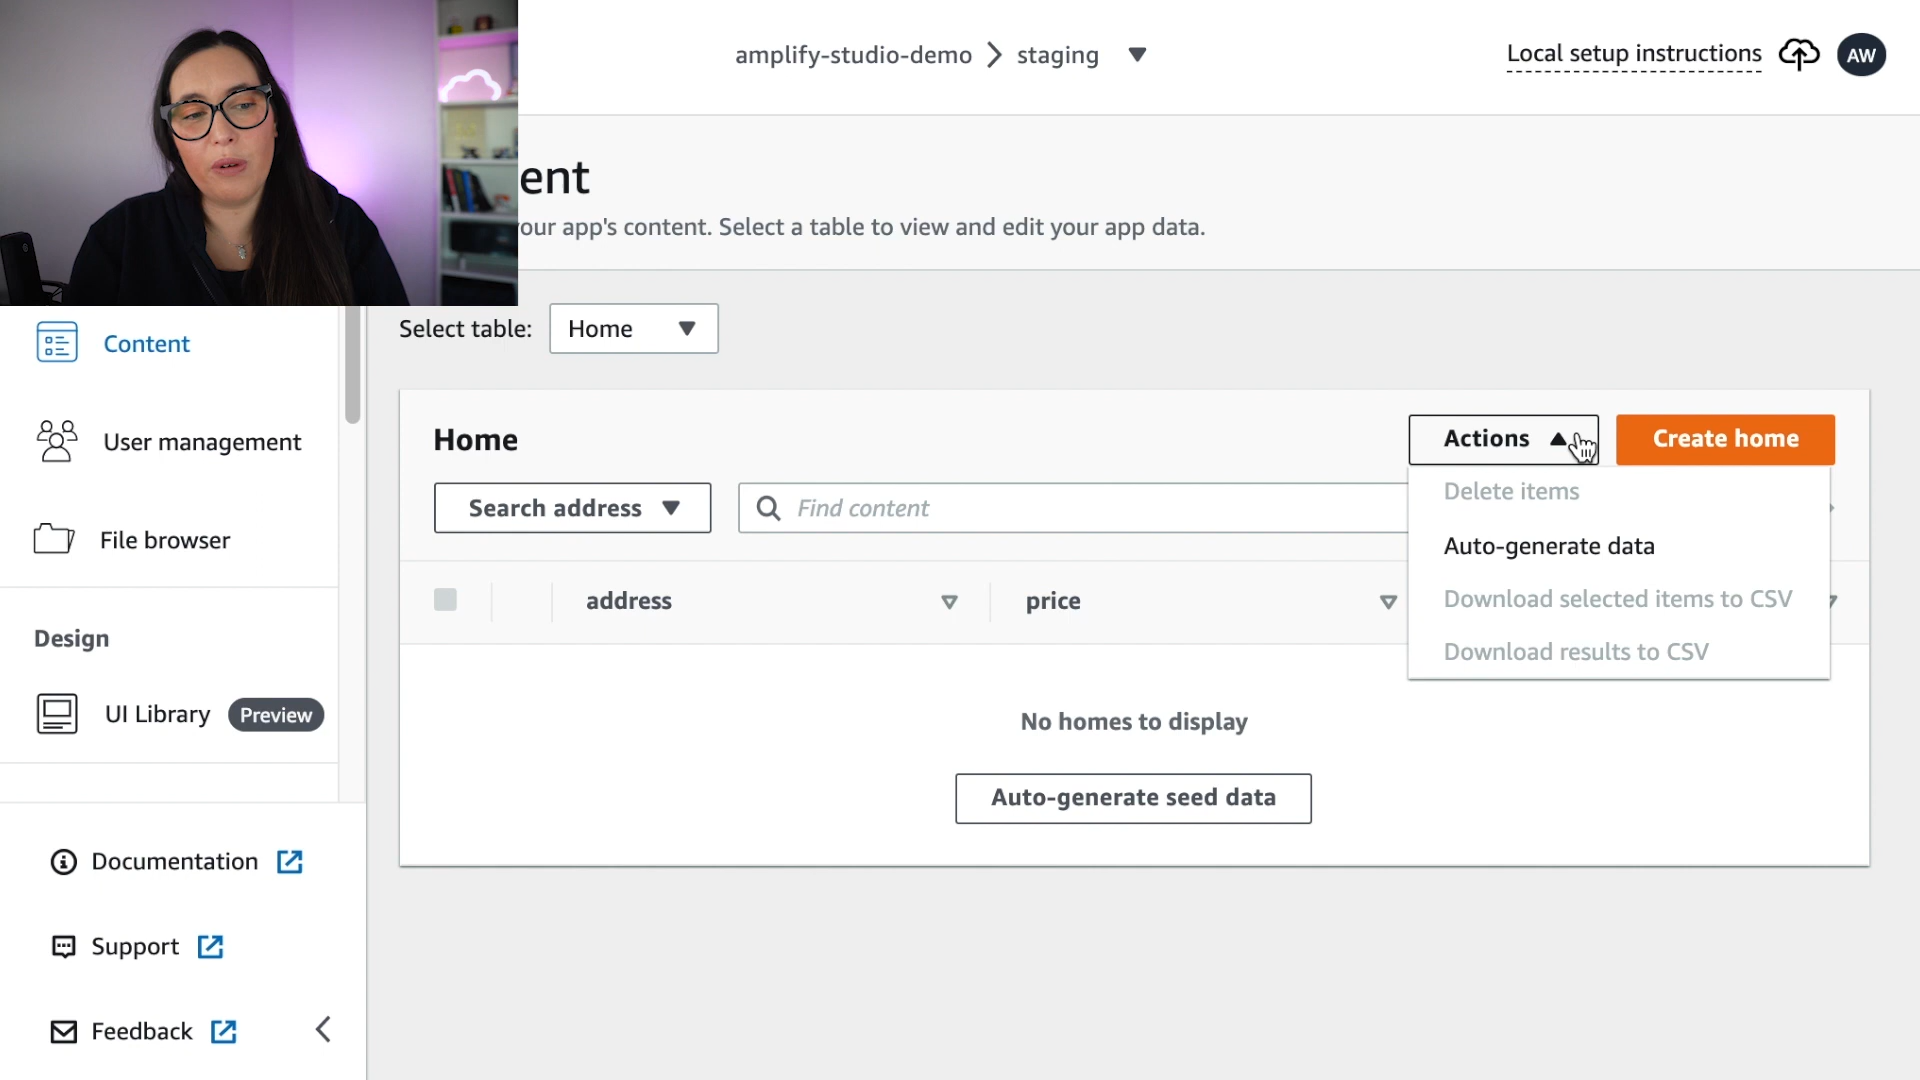 amplify-studio-demo > staging
Local setup instructions
AW
ent
our app's content. Select a table to view and edit your app data.
Content
User management
File browser
Design
UI Library
Preview
Documentation
Support
Feedback
Select table:
Home
Home
Actions
Create home
Search address
Find content
Delete items
Auto-generate data
Download selected items to CSV
Download results to CSV
address
price
No homes to display
Auto-generate seed data